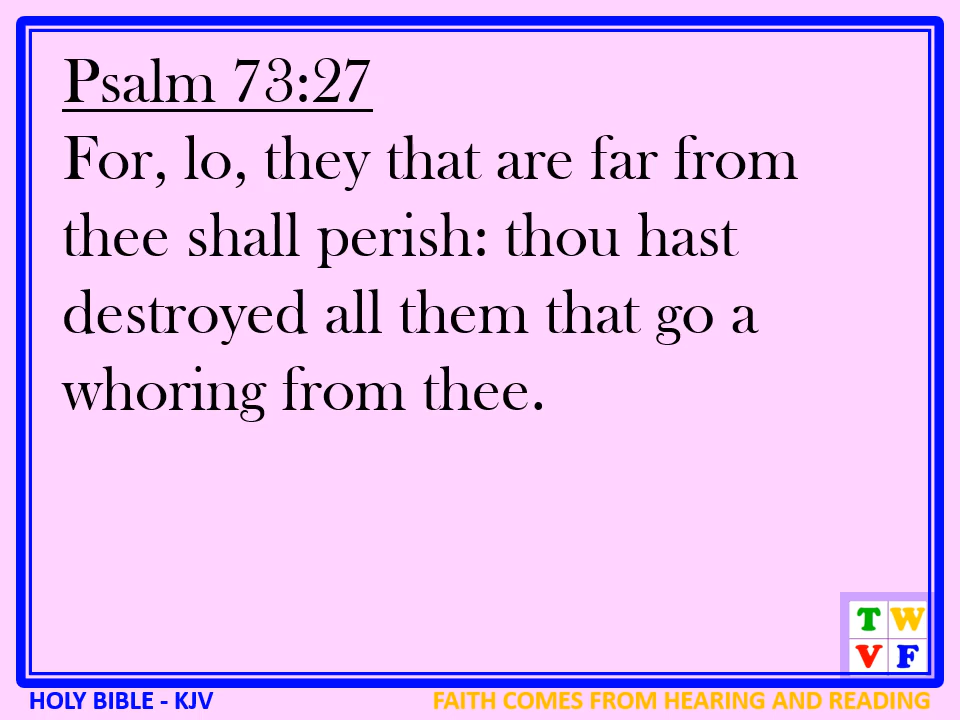 Psalm 73:27
For, lo, they that are far from
thee shall perish: thou hast
destroyed all them that go a
whoring from thee.
T W
V F
HOLY BIBLE - KJV
FAITH COMES FROM HEARING AND READING